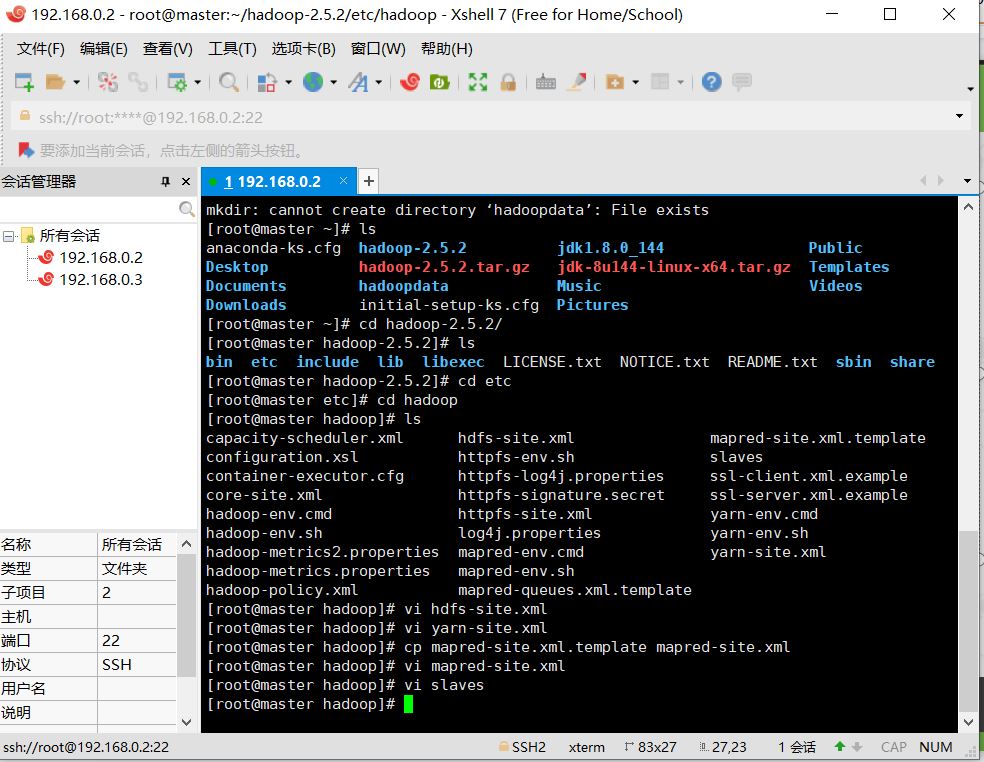 192.168.0.2 - root@master:~/hadoop-2.5.2/etc/hadoop - Xshell 7 (Free for Home/School)
文件(F) 编辑(E) 查看(V) 工具(T) 选项卡(B) 窗口(W) 帮助(H)
ssh://root:****@192.168.0.2:22
要添加当前会话，点击左侧的箭头按钮。
会话管理器
1 192.168.0.2
所有会话
192.168.0.2
192.168.0.3
名称 所有会话
类型 文件夹
子项目 2
主机
端口 22
协议 SSH
用户名
说明
mkdir: cannot create directory ‘hadoopdata’: File exists
[root@master ~]# ls
anaconda-ks.cfg hadoop-2.5.2 jdk1.8.0_144 Public
Desktop hadoop-2.5.2.tar.gz jdk-8u144-linux-x64.tar.gz Templates
Documents hadoopdata Music Videos
Downloads initial-setup-ks.cfg Pictures
[root@master ~]# cd hadoop-2.5.2/
[root@master hadoop-2.5.2]# ls
bin etc include lib libexec LICENSE.txt NOTICE.txt README.txt sbin share
[root@master hadoop-2.5.2]# cd etc
[root@master etc]# cd hadoop
[root@master hadoop]# ls
capacity-scheduler.xml hdfs-site.xml mapred-site.xml.template
configuration.xsl httpfs-env.sh slaves
container-executor.cfg httpfs-log4j.properties ssl-client.xml.example
core-site.xml httpfs-signature.secret ssl-server.xml.example
hadoop-env.cmd httpfs-site.xml yarn-env.cmd
hadoop-env.sh log4j.properties yarn-env.sh
hadoop-metrics2.properties mapred-env.cmd yarn-site.xml
hadoop-metrics.properties mapred-env.sh
hadoop-policy.xml mapred-queues.xml.template
[root@master hadoop]# vi hdfs-site.xml
[root@master hadoop]# vi yarn-site.xml
[root@master hadoop]# cp mapred-site.xml.template mapred-site.xml
[root@master hadoop]# vi mapred-site.xml
[root@master hadoop]# vi slaves
[root@master hadoop]#
ssh://root@192.168.0.2:22 SSH2 xterm 83x27 27,23 1 会话 CAP NUM